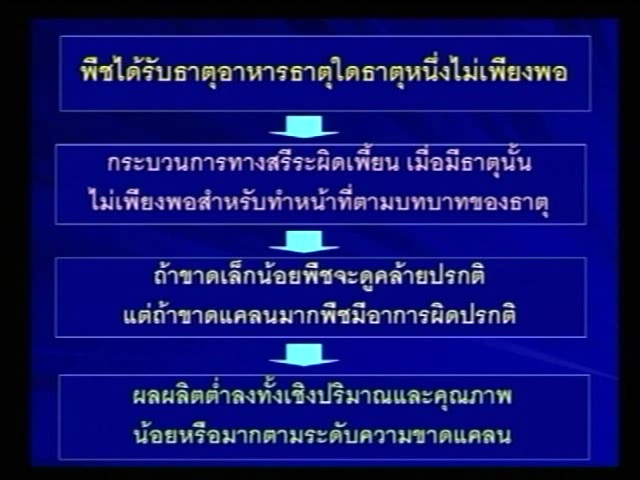 พืชได้รับธาตุอาหารธาตุใดธาตุหนึ่งไม่เพียงพอ
กระบวนการทางสรีระผิดเพี้ยน เมื่อมีธาตุนั้น
ไม่เพียงพอสำหรับทำหน้าที่ตามบทบาทของธาตุ
ถ้าขาดเล็กน้อยพืชจะดูคล้ายปรกติ
แต่ถ้าขาดแคลนมากพืชมีอาการผิดปรกติ
ผลผลิตต่ำลงทั้งเชิงปริมาณและคุณภาพ
น้อยหรือมากตามระดับความขาดแคลน